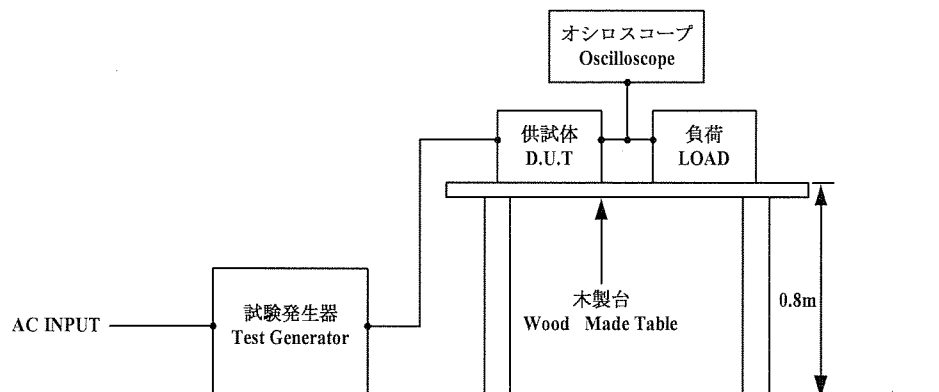 オシロスコープ
Oscilloscope
供試体
D.U.T
負荷
LOAD
木製台
Wood Made Table
0.8m
AC INPUT
試験発生器
Test Generator